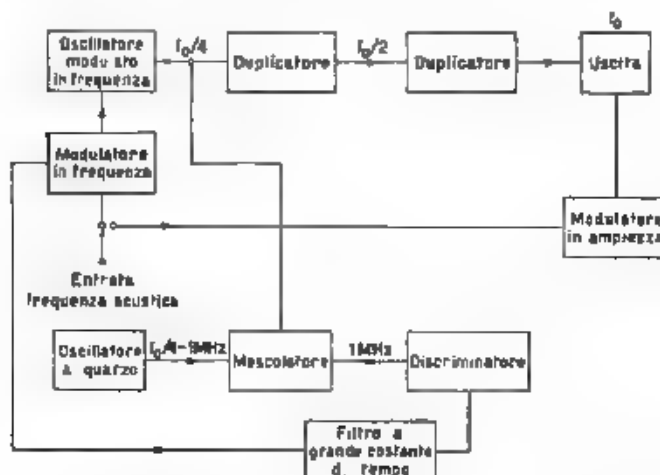 f₀
Oscillatore
modulato
in frequenza
f₀/4
Duplicatore
f₀/2
Duplicatore
Uscita
Modulatore
in frequenza
Modulatore
in ampiezza
Entrata
frequenza acustica
Oscillatore
a quarzo
f₀/4-1MHz
Mescolatore
1MHz
Discriminatore
Filtro a
grande costante
di tempo